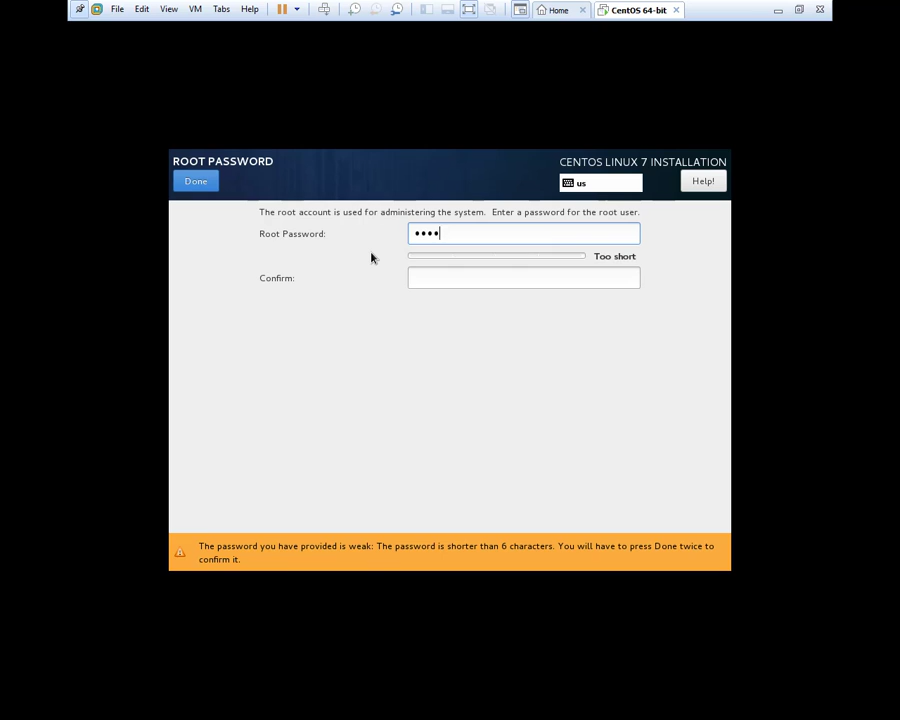 File Edit View VM Tabs Help Home CentOS 64-bit
ROOT PASSWORD
CENTOS LINUX 7 INSTALLATION
Done
us
Help!
The root account is used for administering the system. Enter a password for the root user.
Root Password: ••••
Too short
Confirm:
The password you have provided is weak: The password is shorter than 6 characters. You will have to press Done twice to
confirm it.